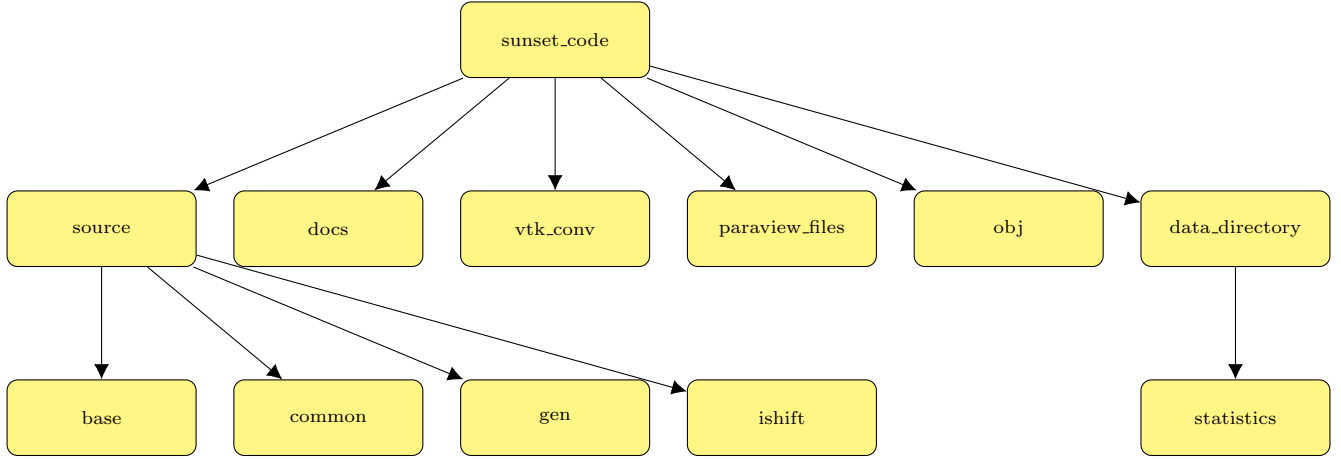 sunset_code
source
docs
vtk_conv
paraview_files
obj
data_directory
base
common
gen
ishift
statistics